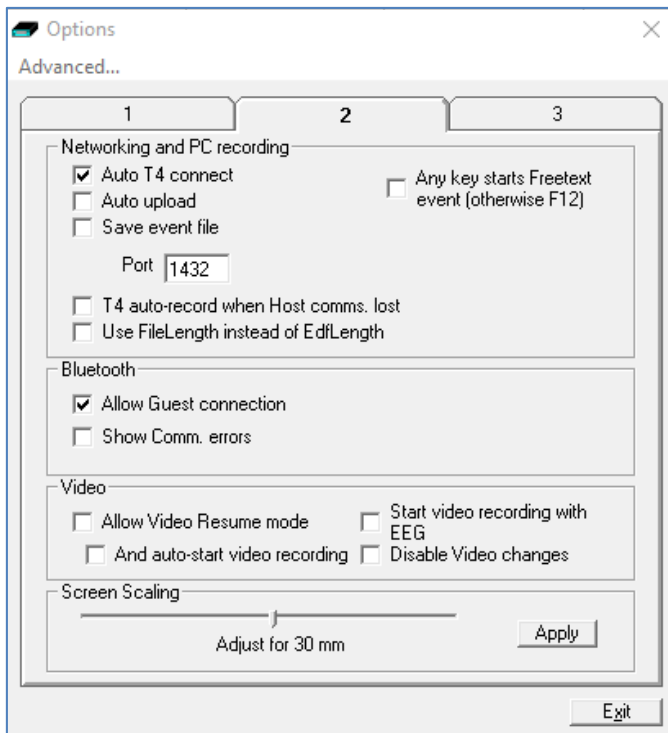 Options
Advanced...
1 2 3
Networking and PC recording
Auto T4 connect
Any key starts Freetext
event (otherwise F12)
Auto upload
Save event file
Port 1432
T4 auto-record when Host comms. lost
Use FileLength instead of EdfLength
Bluetooth
Allow Guest connection
Show Comm. errors
Video
Allow Video Resume mode
Start video recording with
EEG
And auto-start video recording
Disable Video changes
Screen Scaling
Adjust for 30 mm
Apply
Exit